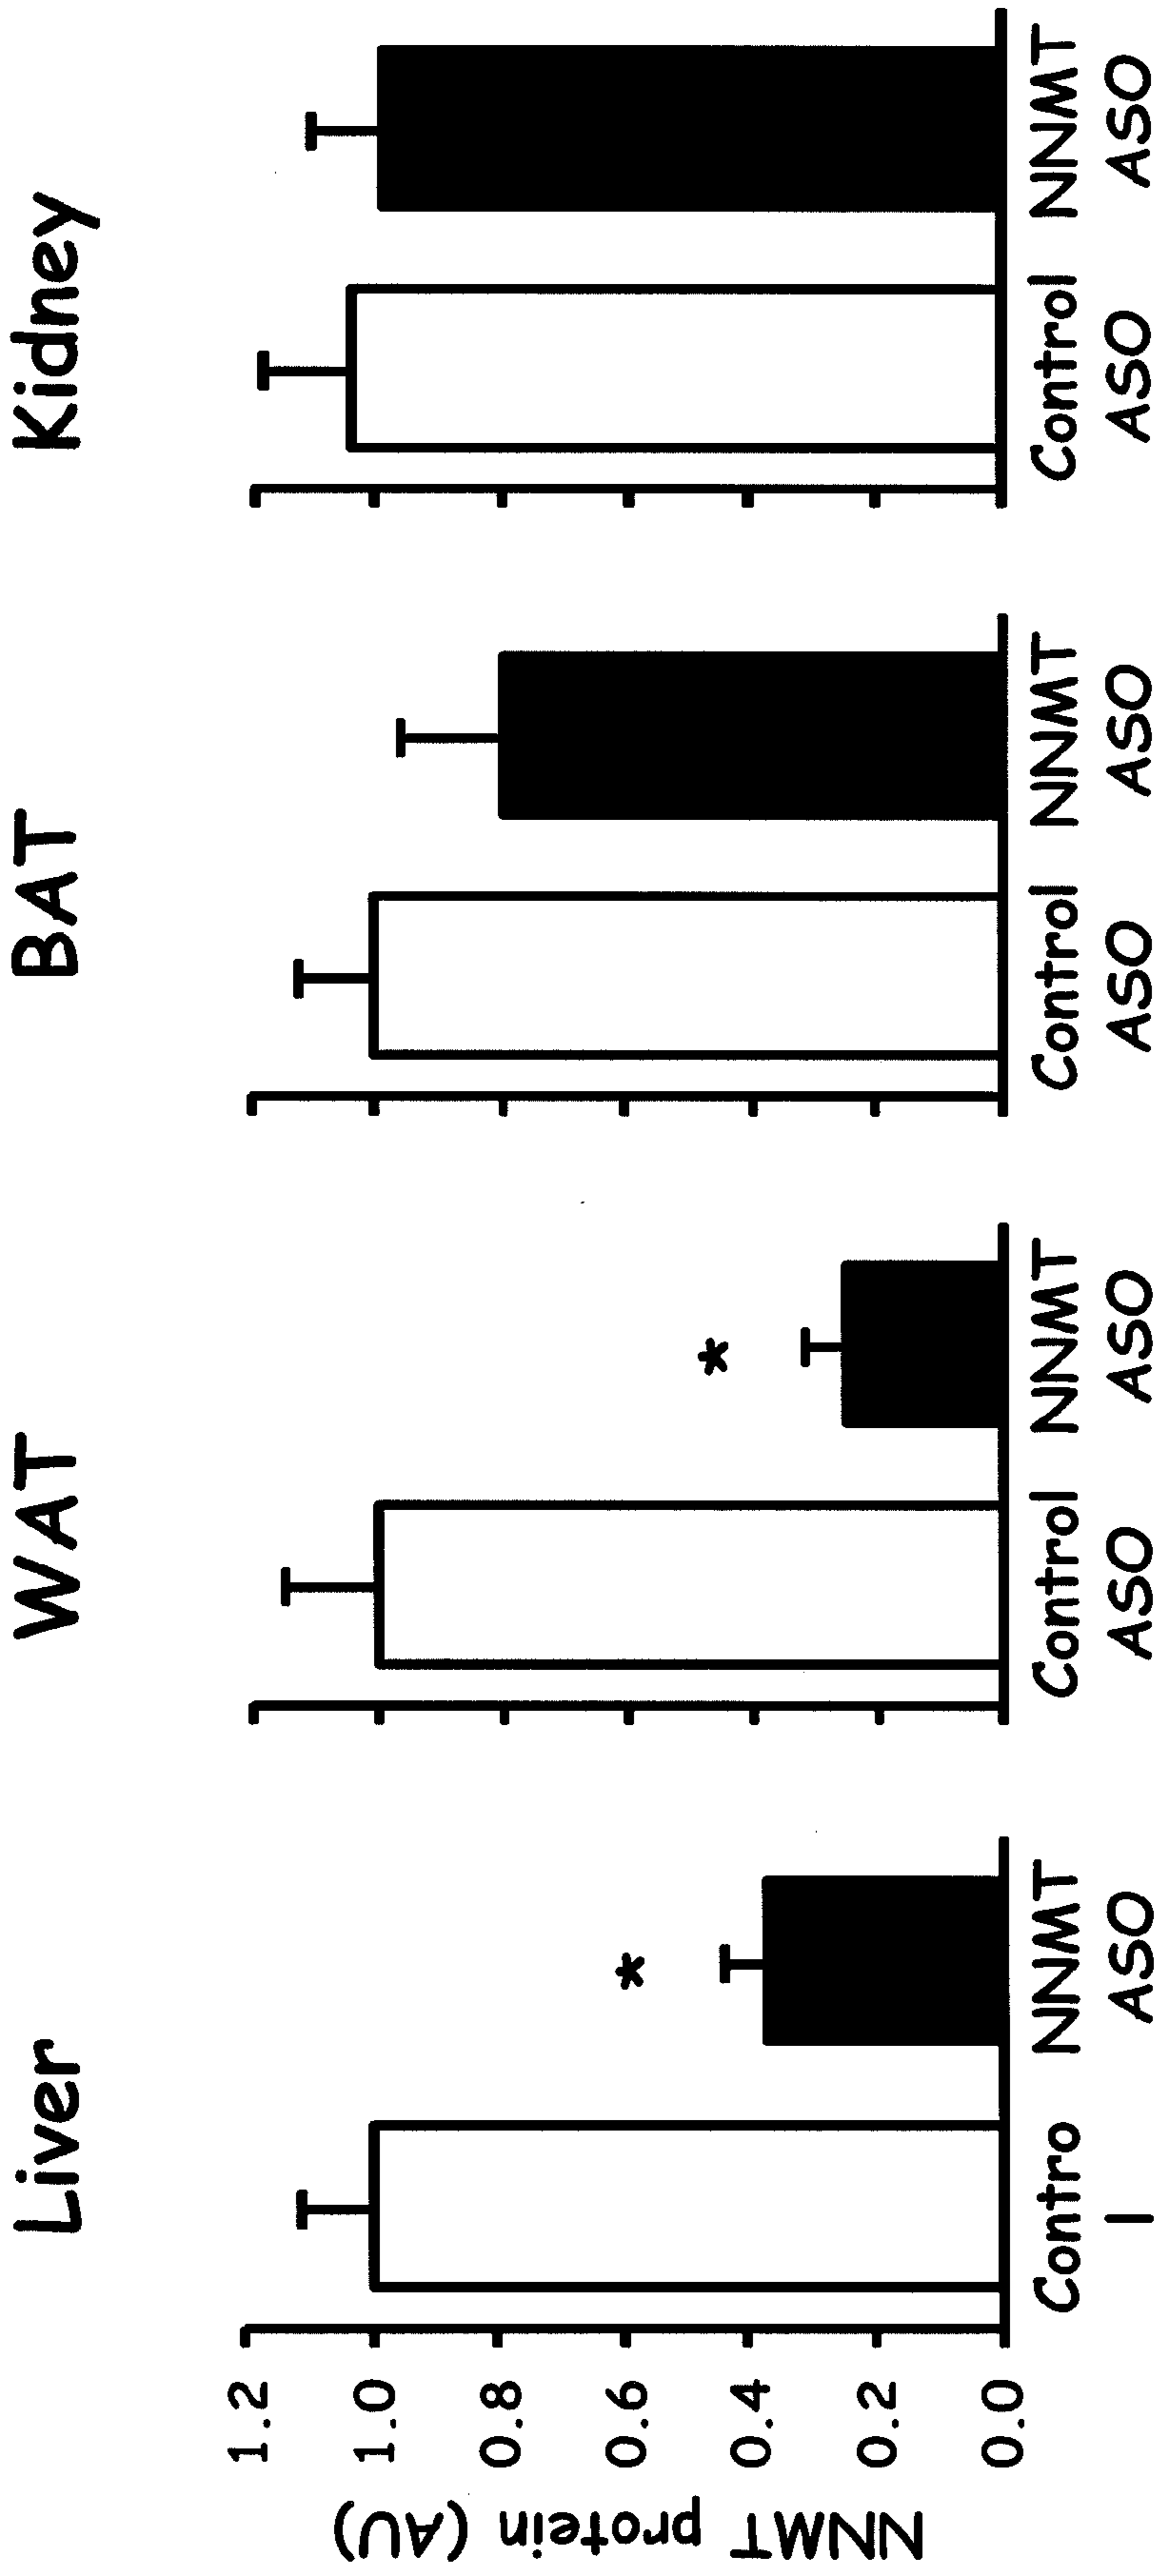 Liver WAT BAT Kidney
NNMT protein (AU)
1.2
1.0
0.8
0.6
0.4
0.2
0.0
* *
Contro NNMT Control NNMT Control NNMT Control NNMT
l ASO ASO ASO ASO ASO ASO ASO